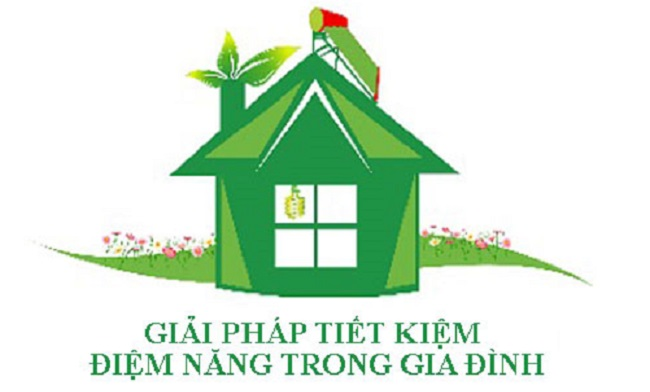 GIẢI PHÁP TIẾT KIỆM
ĐIỆM NĂNG TRONG GIA ĐÌNH